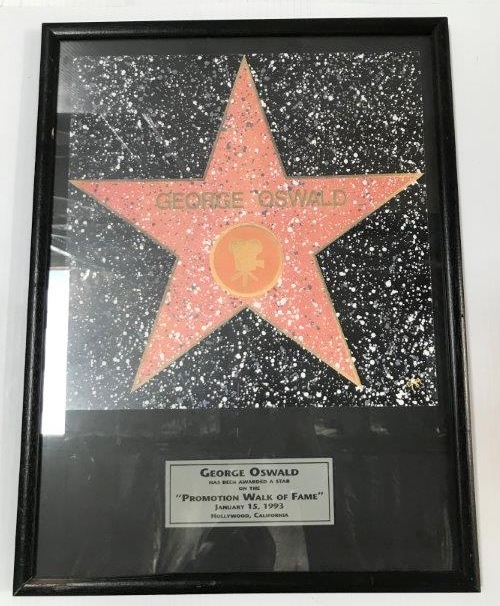 GEORGE OSWALD
GEORGE OSWALD
HAS BEEN AWARDED A STAR
ON THE
"PROMOTION WALK OF FAME"
JANUARY 15, 1993
HOLLYWOOD, CALIFORNIA